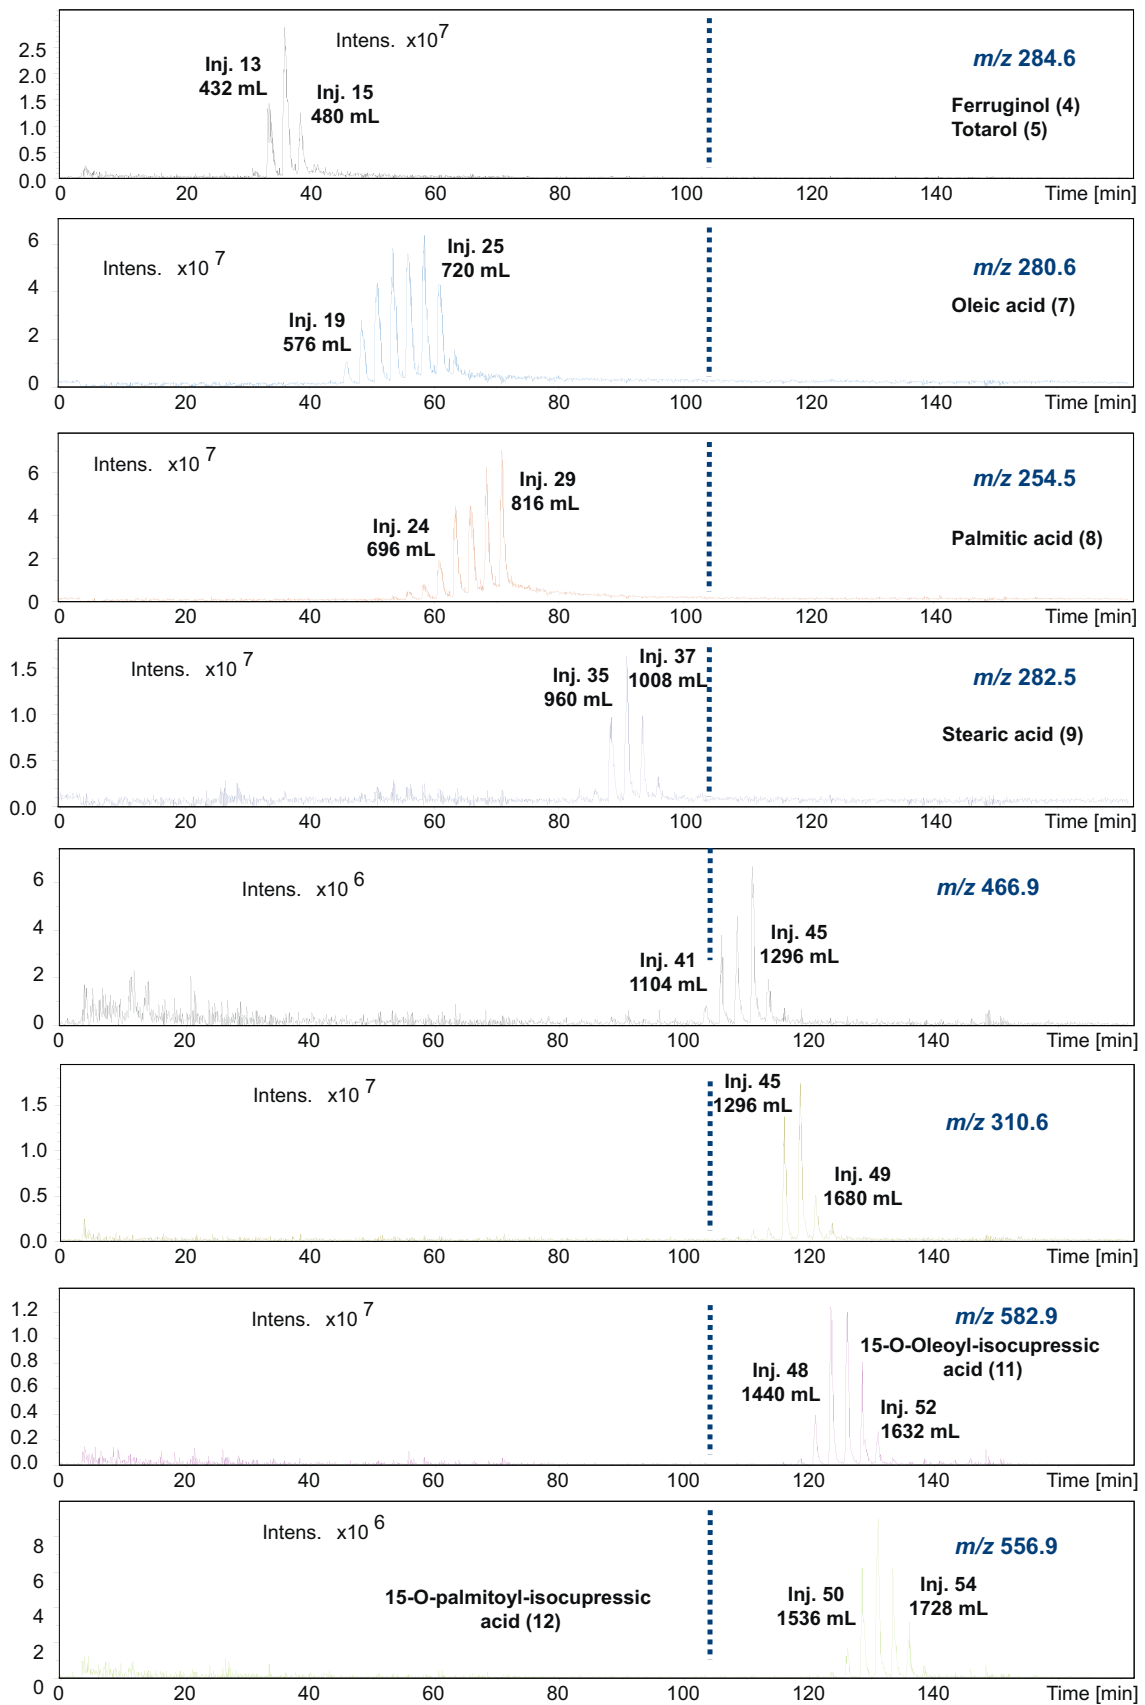 Intens. x10 7
m/z 284.6
Inj. 13
432 mL
Inj. 15
480 mL
Ferruginol (4)
Totarol (5)
2.5
2.0
1.5
1.0
0.5
0.0
0 20 40 60 80 100 120 140 Time [min]
Intens. x10 7
m/z 280.6
Inj. 25
720 mL
Inj. 19
576 mL
Oleic acid (7)
6
4
2
0
0 20 40 60 80 100 120 140 Time [min]
Intens. x10 7
m/z 254.5
Inj. 29
816 mL
Inj. 24
696 mL
Palmitic acid (8)
6
4
2
0
0 20 40 60 80 100 120 140 Time [min]
Intens. x10 7
m/z 282.5
Inj. 35
960 mL
Inj. 37
1008 mL
Stearic acid (9)
1.5
1.0
0.5
0.0
0 20 40 60 80 100 120 140 Time [min]
Intens. x10 6
m/z 466.9
Inj. 41
1104 mL
Inj. 45
1296 mL
6
4
2
0
0 20 40 60 80 100 120 140 Time [min]
Intens. x10 7
m/z 310.6
Inj. 45
1296 mL
Inj. 49
1680 mL
1.5
1.0
0.5
0.0
0 20 40 60 80 100 120 140 Time [min]
Intens. x10 7
m/z 582.9
15-O-Oleoyl-isocupressic
acid (11)
Inj. 48
1440 mL
Inj. 52
1632 mL
1.2
1.0
0.8
0.6
0.4
0.2
0.0
0 20 40 60 80 100 120 140 Time [min]
Intens. x10 6
m/z 556.9
15-O-palmitoyl-isocupressic
acid (12)
Inj. 50
1536 mL
Inj. 54
1728 mL
8
6
4
2
0
0 20 40 60 80 100 120 140 Time [min]